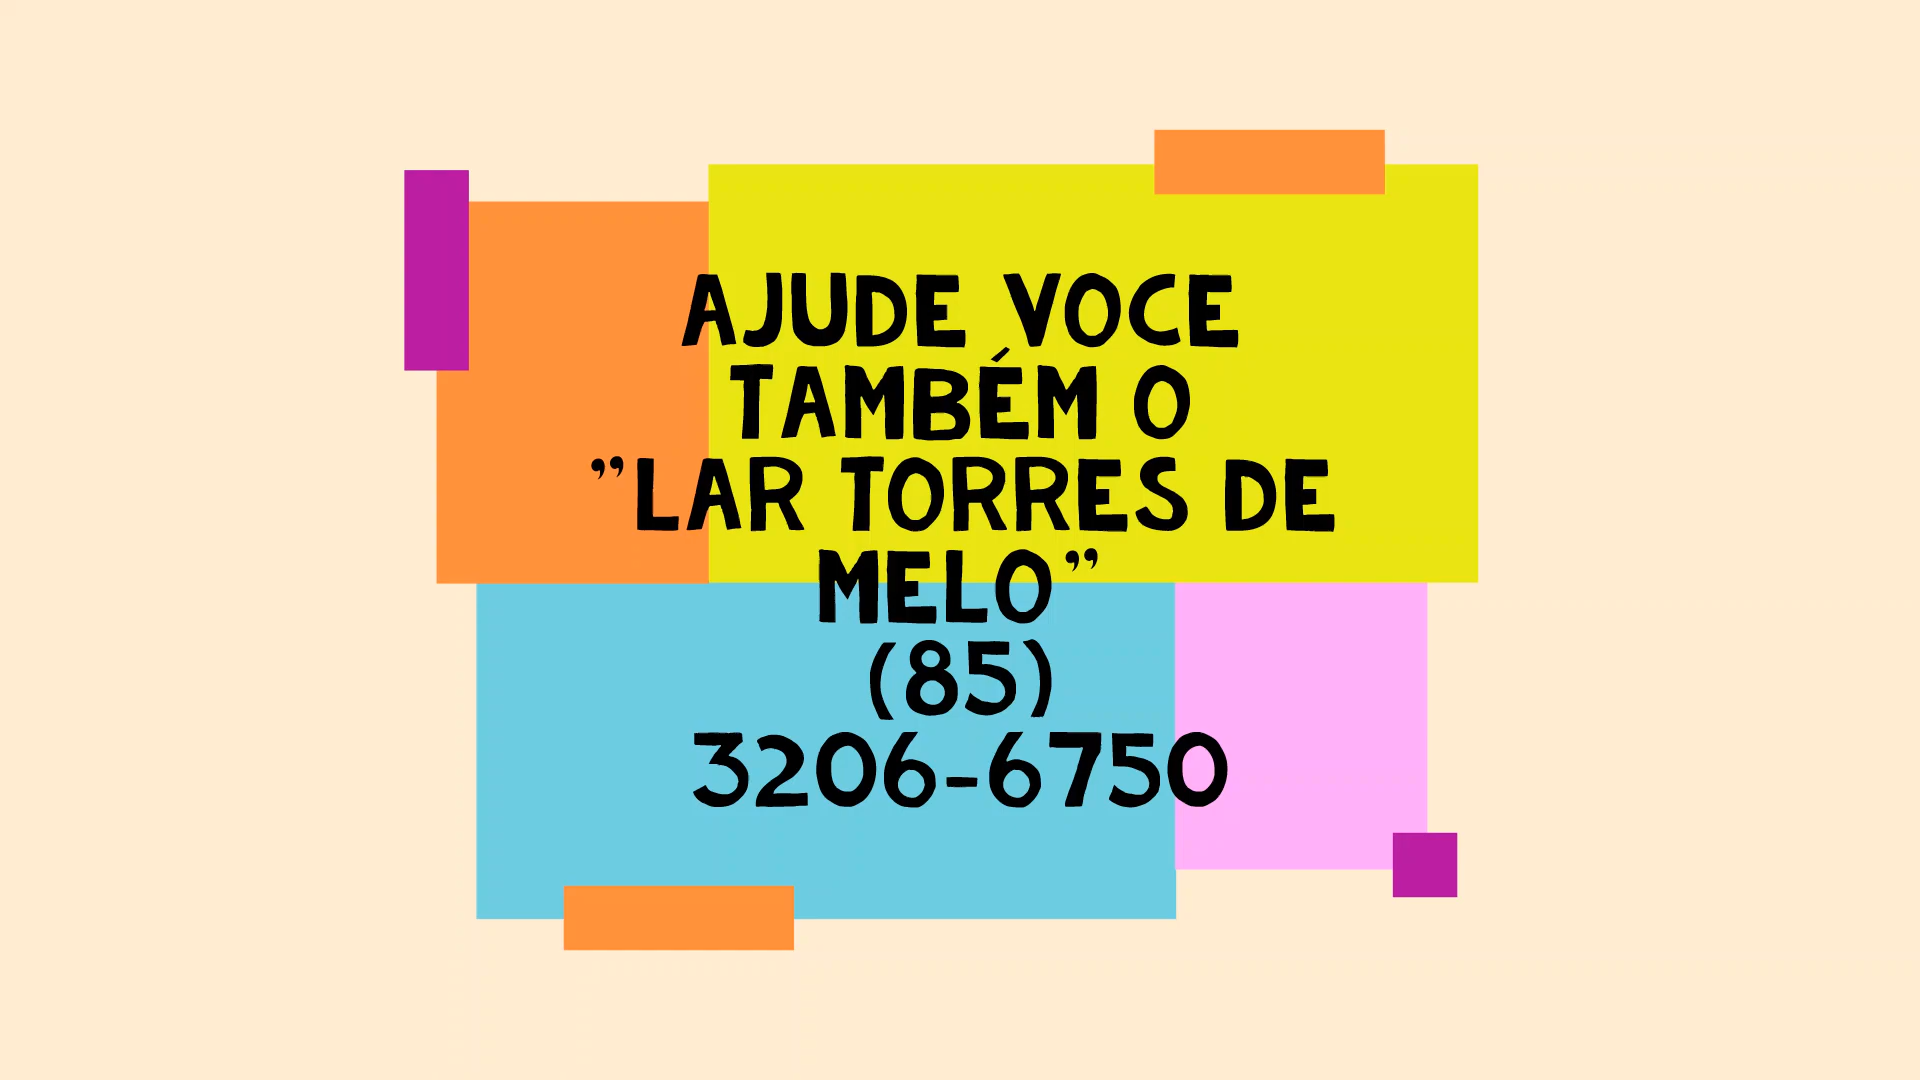 AJUDE VOCE
TAMBÉM O
”LAR TORRES DE
MELO”
(85)
3206-6750